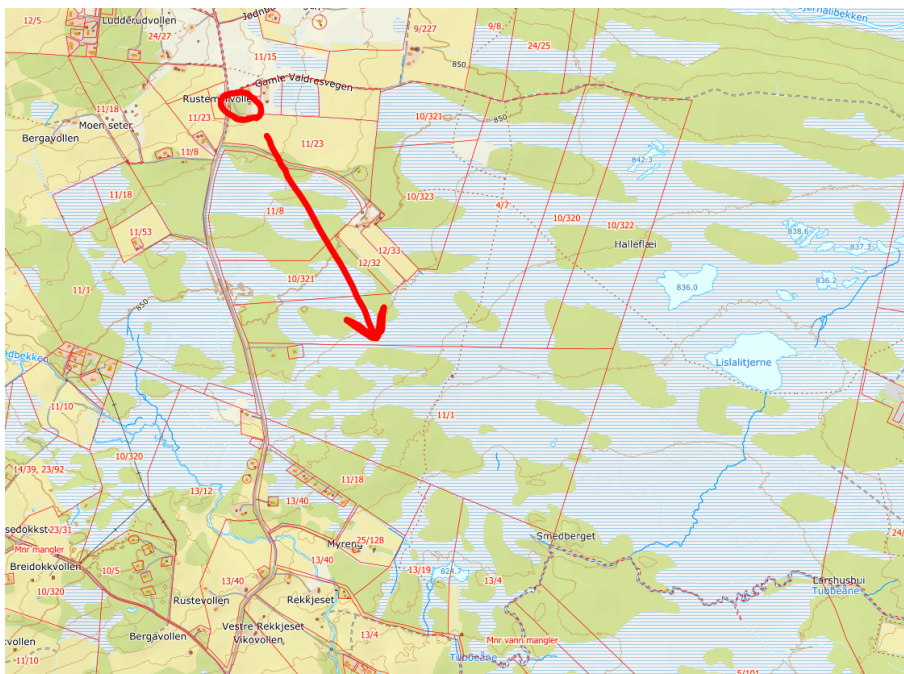 12/5
Ludderudvollen
24/27
11/15
9/227
9/8
24/25
850
Gamle Valdresvegen
11/18
Moen seter
Bergavollen
11/23
11/8
11/23
10/321
850
842.3
11/18
11/53
11/8
10/323
4/7
10/320
10/322
Halleflæi
838.6
837.3
836.2
836.0
12/33
12/32
10/321
11/1
850
Lislalitjerne
11/10
11/1
10/320
14/39, 23/92
13/12
11/18
13/40
23/31
Mnr mangler
Breidokkvollen
10/5
10/320
Myreng
25/128
13/40
13/40
13/19
824.7
13/4
Smedberget
Rustevollen
Rekkjeset
Larshushui
Tubbeåne
Bergavollen
Vestre Rekkjeset
Vikovollen
13/4
Mnr vann mangler
Tubbeåne
11/10
5/101